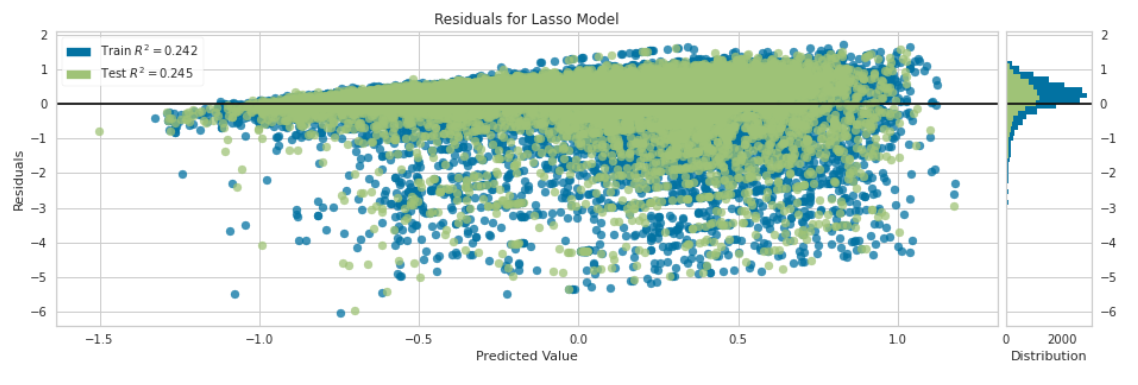 Residuals for Lasso Model
Train R² = 0.242
Test R² = 0.245
2
1
0
−1
−2
−3
−4
−5
−6
Residuals
−1.5 −1.0 −0.5 0.0 0.5 1.0
Predicted Value
2
1
0
−1
−2
−3
−4
−5
−6
0 2000
Distribution